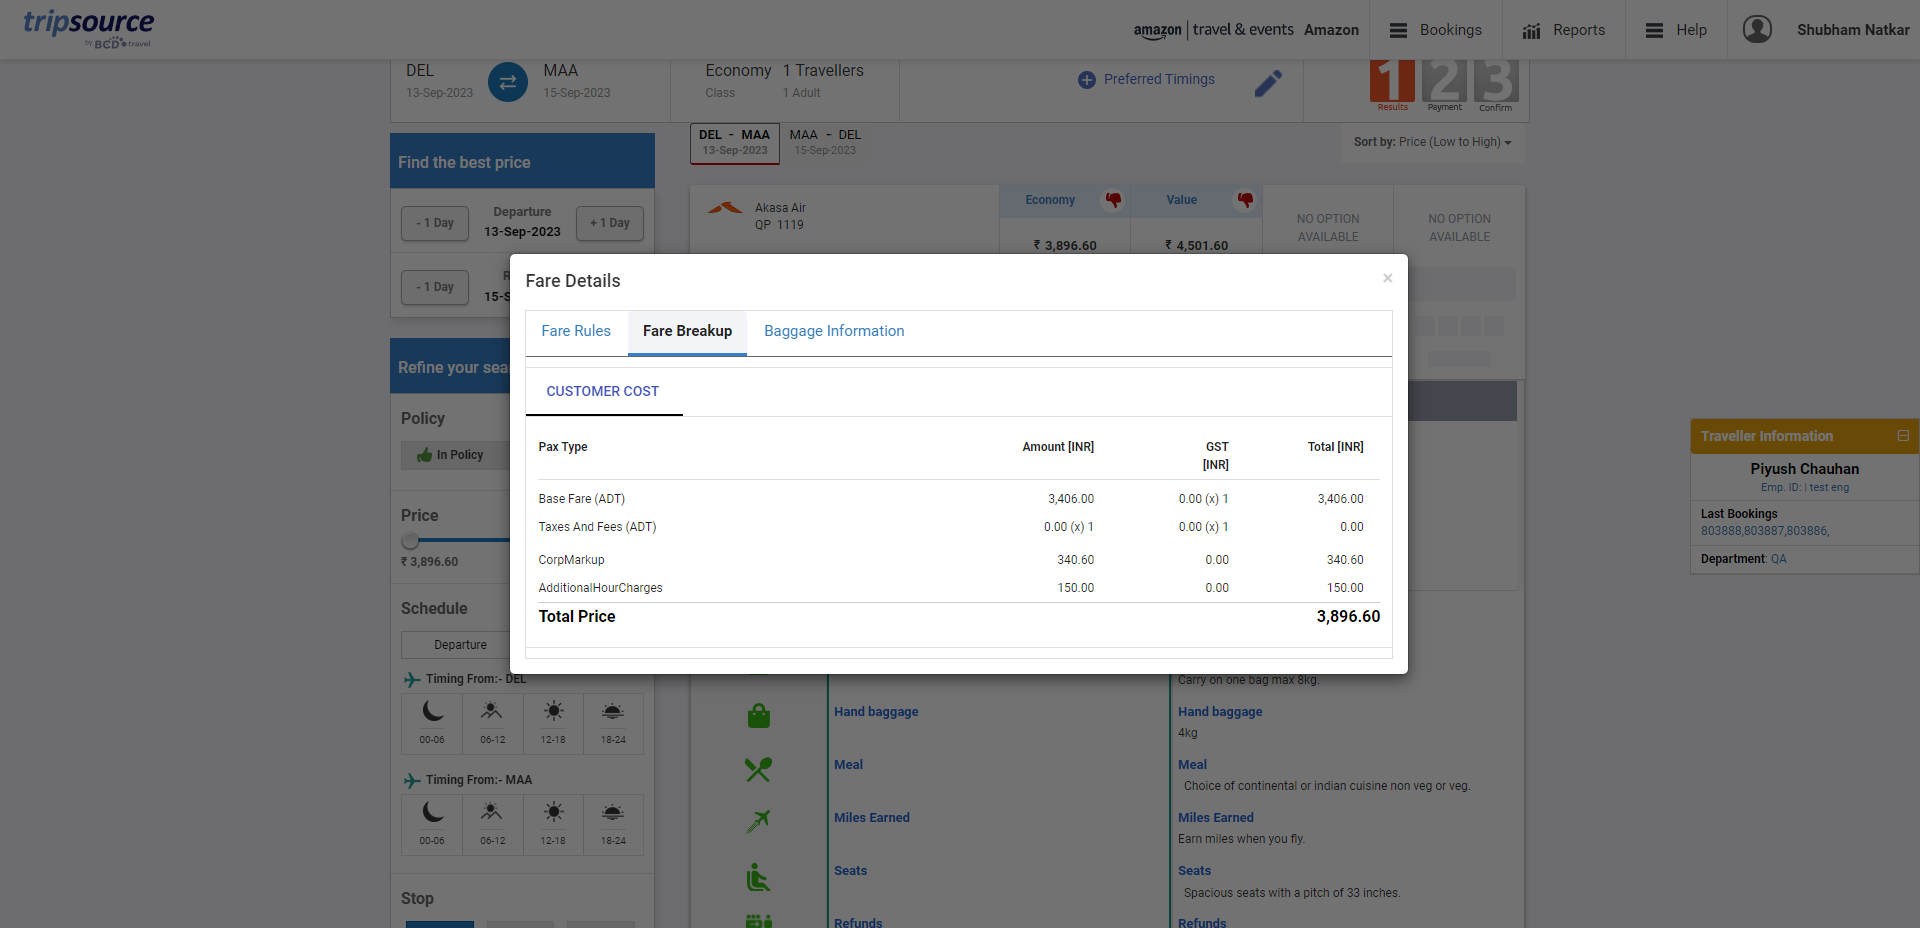 tripsource
by BCD travel
amazon | travel & events Amazon
Bookings
Reports
Help
Shubham Natkar
DEL
13-Sep-2023
MAA
15-Sep-2023
Economy
Class
1 Travellers
1 Adult
Preferred Timings
1 2 3
Results Payment Confirm
DEL - MAA
13-Sep-2023
MAA - DEL
15-Sep-2023
Sort by: Price (Low to High)
Find the best price
- 1 Day
Departure
13-Sep-2023
+ 1 Day
- 1 Day
R
15-S
Refine your sea
Policy
In Policy
Price
₹ 3,896.60
Schedule
Departure
Timing From:- DEL
00-06 06-12 12-18 18-24
Timing From:- MAA
00-06 06-12 12-18 18-24
Stop
Akasa Air
QP 1119
Economy
₹ 3,896.60
Value
₹ 4,501.60
NO OPTION
AVAILABLE
NO OPTION
AVAILABLE
Fare Details
×
Fare Rules Fare Breakup Baggage Information
CUSTOMER COST
Pax Type Amount [INR] GST [INR] Total [INR]
Base Fare (ADT) 3,406.00 0.00 (x) 1 3,406.00
Taxes And Fees (ADT) 0.00 (x) 1 0.00 (x) 1 0.00
CorpMarkup 340.60 0.00 340.60
AdditionalHourCharges 150.00 0.00 150.00
Total Price 3,896.60
Carry on one bag max 8kg.
Hand baggage
Hand baggage
4kg
Meal
Meal
Choice of continental or indian cuisine non veg or veg.
Miles Earned
Miles Earned
Earn miles when you fly.
Seats
Seats
Spacious seats with a pitch of 33 inches.
Refunds
Refunds
Traveller Information
Piyush Chauhan
Emp. ID: | test eng
Last Bookings
803888,803887,803886,
Department: QA